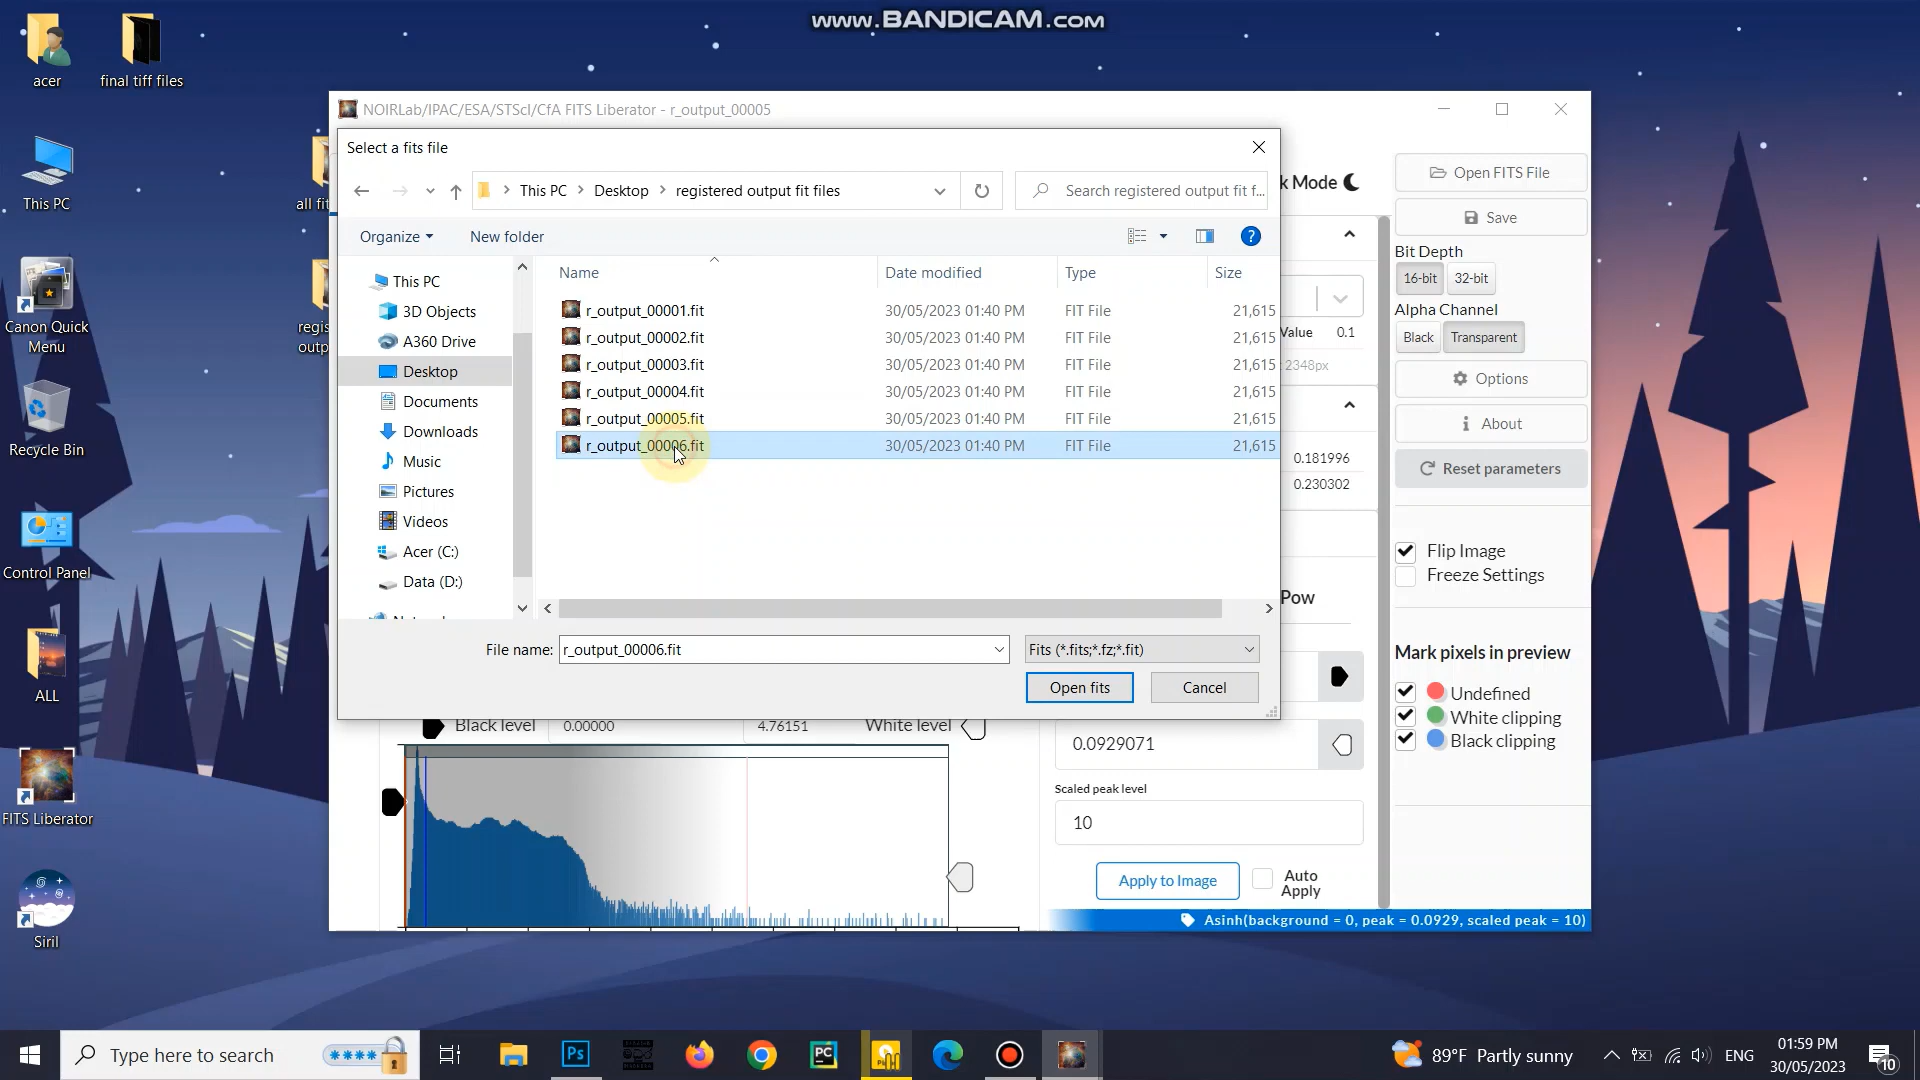 www.BANDICAM.com
acer
final tiff files
This PC
Canon Quick
Menu
Recycle Bin
Control Panel
ALL
FITS Liberator
Siril
all fit
regis
outp
NOIRLab/IPAC/ESA/STScI/CfA FITS Liberator - r_output_00005
Select a fits file
This PC > Desktop > registered output fit files
Search registered output fit f...
Organize
New folder
This PC
3D Objects
A360 Drive
Desktop
Documents
Downloads
Music
Pictures
Videos
Acer (C:)
Data (D:)
Name Date modified Type Size
r_output_00001.fit 30/05/2023 01:40 PM FIT File 21,615
r_output_00002.fit 30/05/2023 01:40 PM FIT File 21,615
r_output_00003.fit 30/05/2023 01:40 PM FIT File 21,615
r_output_00004.fit 30/05/2023 01:40 PM FIT File 21,615
r_output_00005.fit 30/05/2023 01:40 PM FIT File 21,615
r_output_00006.fit 30/05/2023 01:40 PM FIT File 21,615
File name: r_output_00006.fit
Fits (*.fits;*.fz;*.fit)
Open fits
Cancel
k Mode
Value 0.1
2348px
0.181996
0.230302
Pow
Black level 0.00000 4.76151 White level
0.0929071
Scaled peak level
10
Apply to Image
Auto
Apply
Asinh(background = 0, peak = 0.0929, scaled peak = 10)
Open FITS File
Save
Bit Depth
16-bit 32-bit
Alpha Channel
Black Transparent
Options
About
Reset parameters
Flip Image
Freeze Settings
Mark pixels in preview
Undefined
White clipping
Black clipping
Type here to search
89°F Partly sunny
ENG
01:59 PM
30/05/2023
10